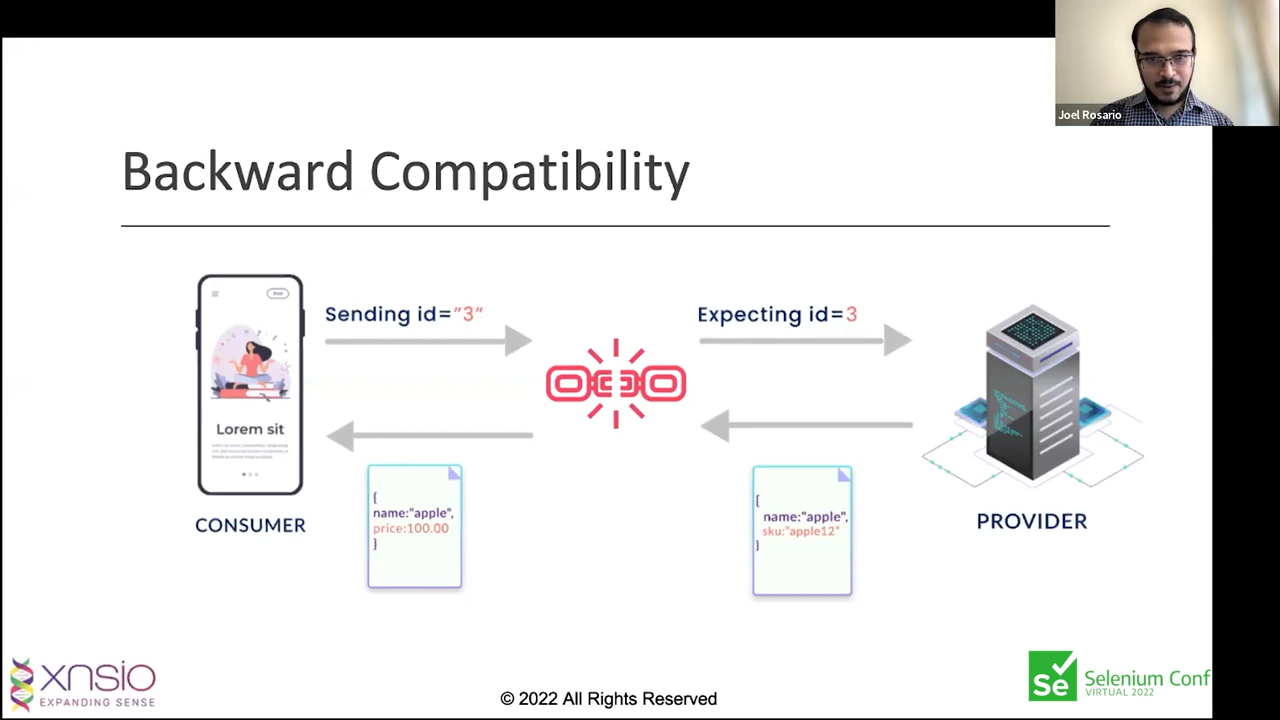 Joel Rosario
Backward Compatibility
Sending id="3"
Expecting id=3
Lorem sit
CONSUMER
{
name:"apple",
price:100.00
}
{
name:"apple",
sku:"apple12"
}
PROVIDER
xnsio
EXPANDING SENSE
© 2022 All Rights Reserved
Se
Selenium Conf
VIRTUAL 2022